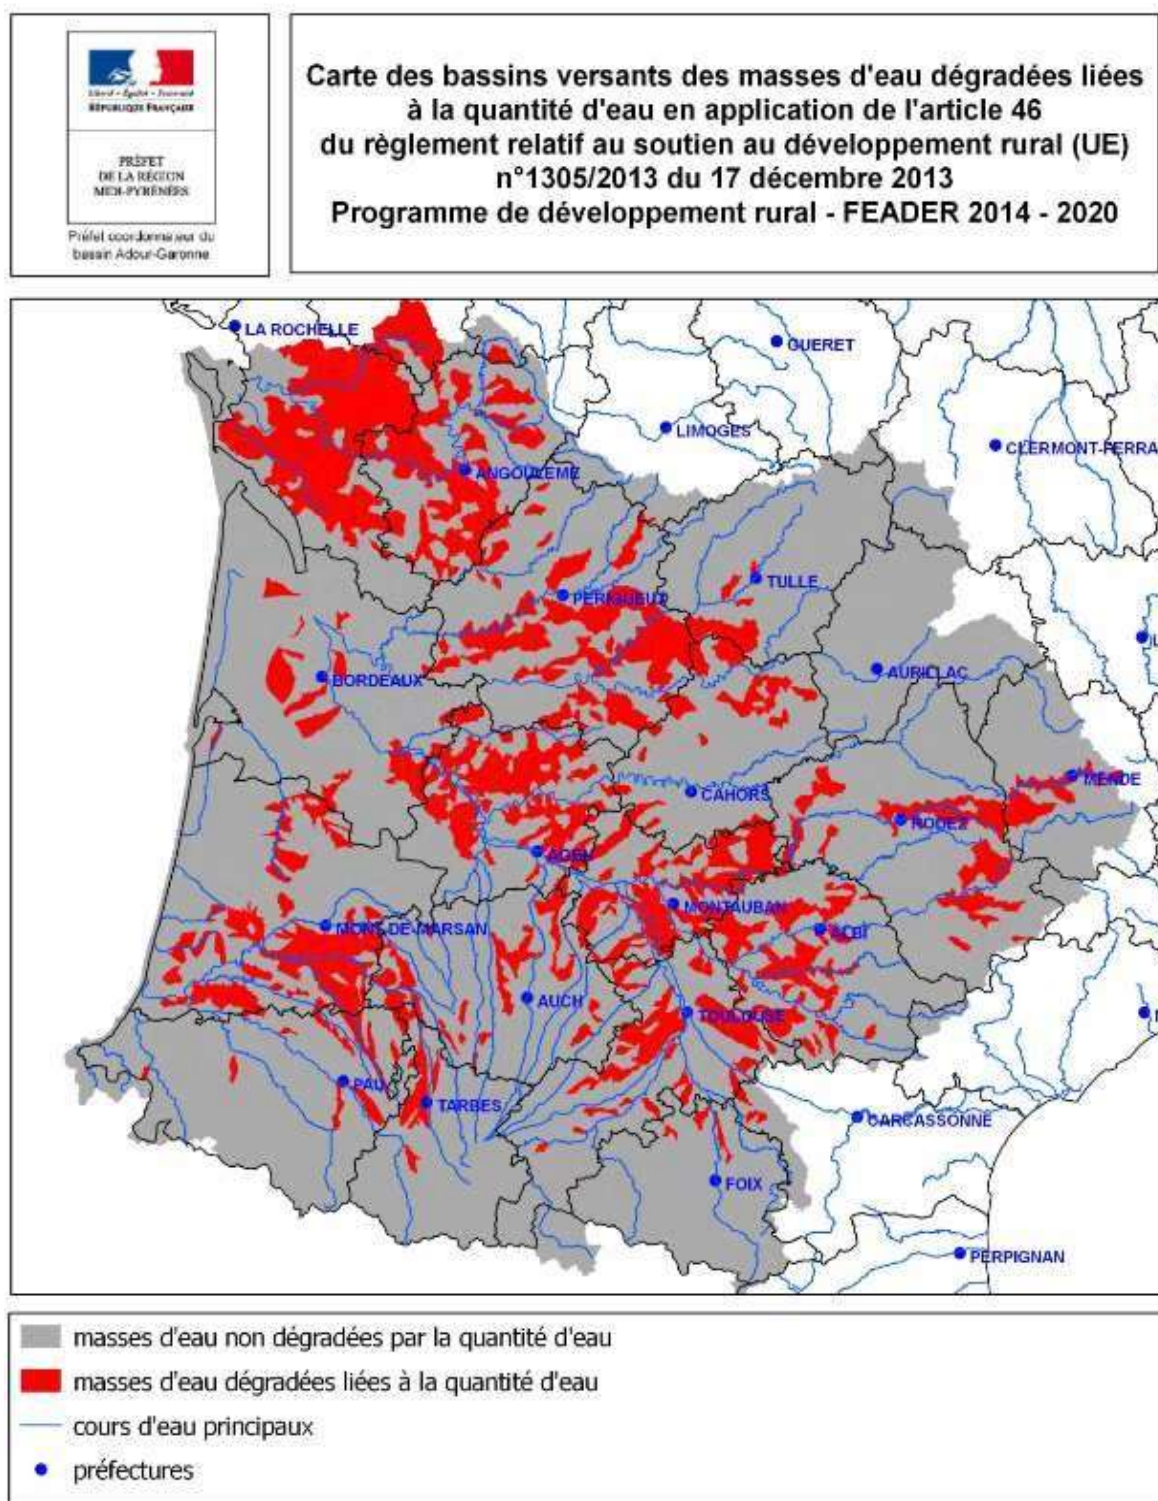 Liberté • Égalité • Fraternité
RÉPUBLIQUE FRANÇAISE
PRÉFET
DE LA RÉGION
MIDI-PYRÉNÉES
Préfet coordonnateur du
bassin Adour-Garonne
Carte des bassins versants des masses d'eau dégradées liées
à la quantité d'eau en application de l'article 46
du règlement relatif au soutien au développement rural (UE)
n°1305/2013 du 17 décembre 2013
Programme de développement rural - FEADER 2014 - 2020
LA ROCHELLE
GUERET
LIMOGES
CLERMONT-FERRA
ANGOULEME
TULLE
PERIGUEUX
BORDEAUX
AURILLAC
MENDE
CAHORS
RODEZ
AGEN
MONTAUBAN
MONT-DE-MARSAN
ALBI
AUCH
TOULOUSE
PAU
TARBES
CARCASSONNE
FOIX
PERPIGNAN
masses d'eau non dégradées par la quantité d'eau
masses d'eau dégradées liées à la quantité d'eau
cours d'eau principaux
préfectures